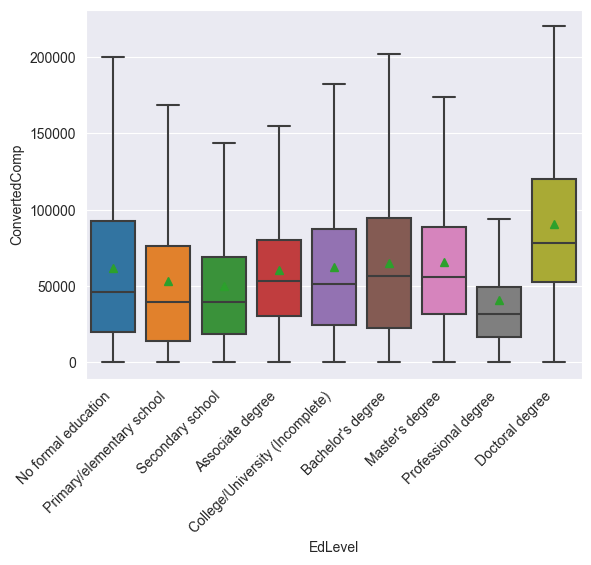 200000
150000
100000
50000
0
ConvertedComp
No formal education
Primary/elementary school
Secondary school
Associate degree
College/University (Incomplete)
Bachelor's degree
Master's degree
Professional degree
Doctoral degree
EdLevel